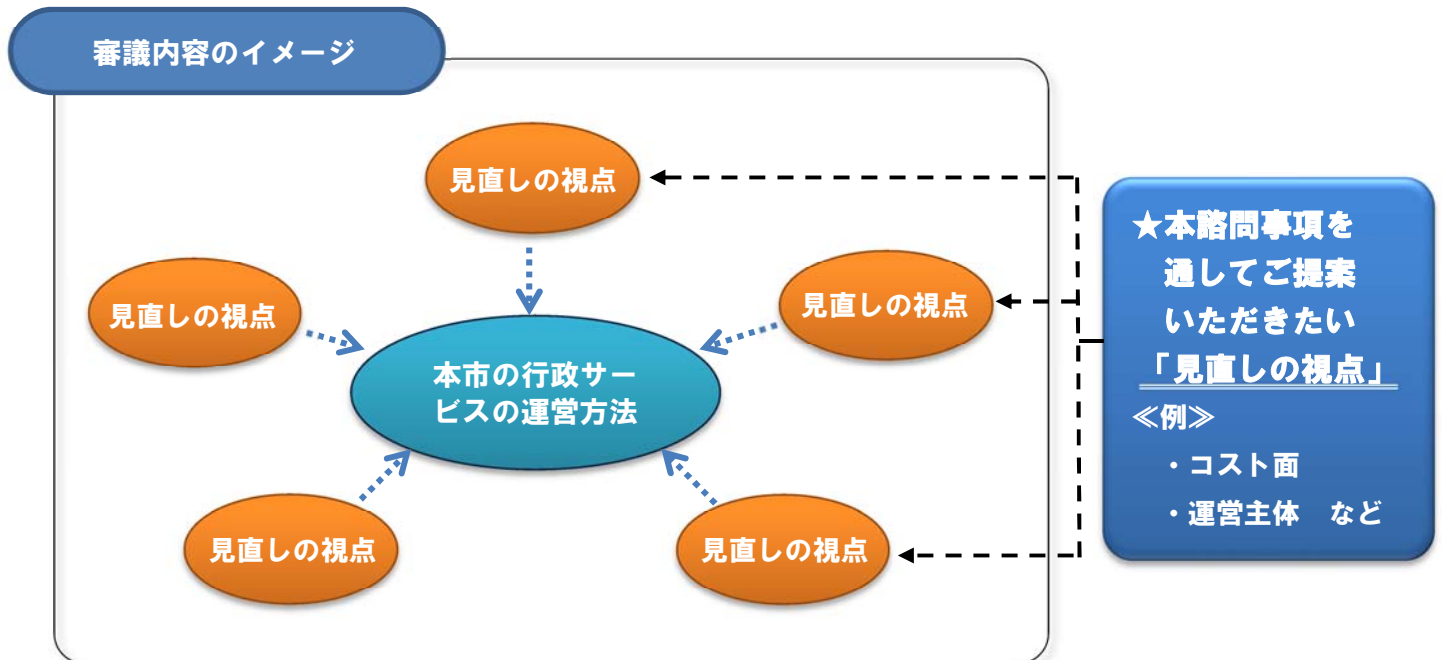 審議内容のイメージ
見直しの視点
見直しの視点
見直しの視点
本市の行政サー
ビスの運営方法
見直しの視点
見直しの視点
★本諮問事項を
通してご提案
いただきたい
「見直しの視点」
≪例≫
・コスト面
・運営主体　など